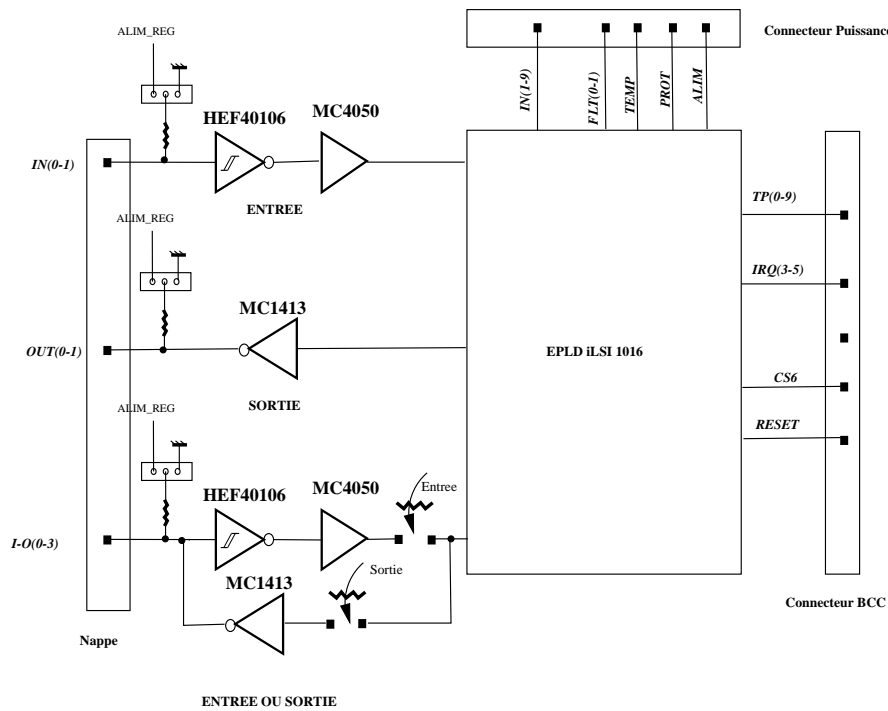 Connecteur Puissance
ALIM_REG
IN(1-9)
FLT(0-1)
TEMP
PROT
ALIM
HEF40106
MC4050
IN(0-1)
ENTREE
TP(0-9)
ALIM_REG
IRQ(3-5)
MC1413
OUT(0-1)
EPLD iLSI 1016
CS6
SORTIE
ALIM_REG
RESET
HEF40106
MC4050
Entree
I-O(0-3)
MC1413
Sortie
Connecteur BCC
Nappe
ENTREE OU SORTIE